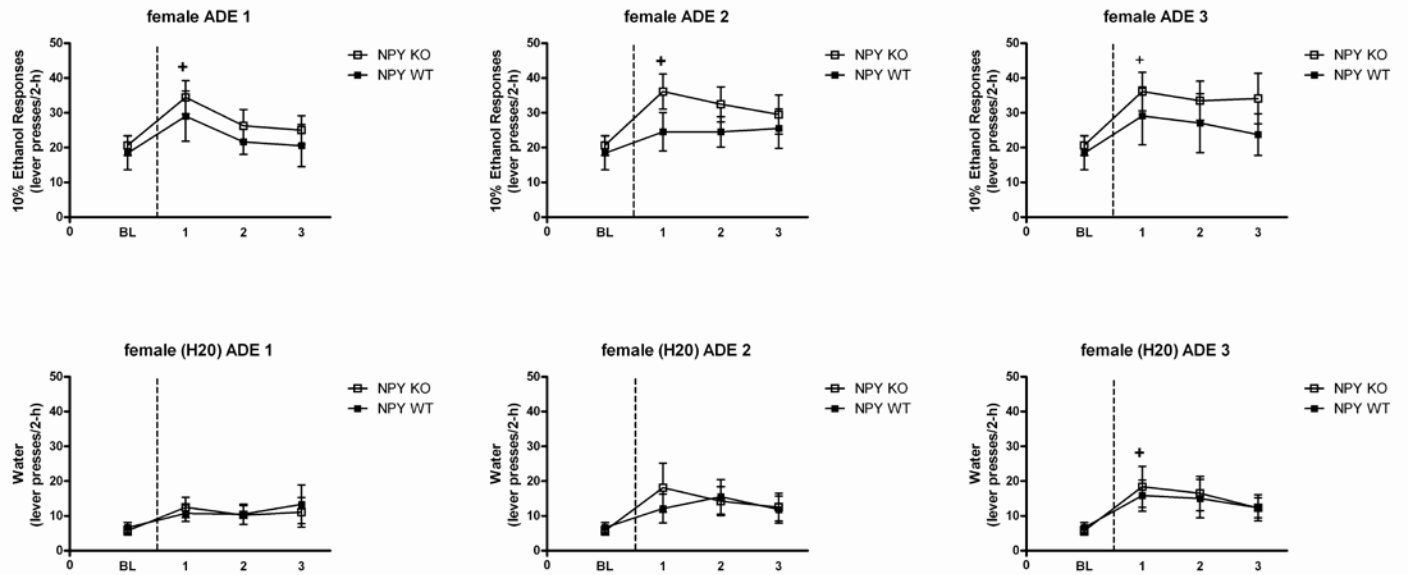 female ADE 1
10% Ethanol Responses
(lever presses/2-h)
50
40
30
20
10
0
+
0 BL 1 2 3
NPY KO
NPY WT
female ADE 2
10% Ethanol Responses
(lever presses/2-h)
50
40
30
20
10
0
+
0 BL 1 2 3
NPY KO
NPY WT
female ADE 3
10% Ethanol Responses
(lever presses/2-h)
50
40
30
20
10
0
+
0 BL 1 2 3
NPY KO
NPY WT
female (H20) ADE 1
Water
(lever presses/2-h)
50
40
30
20
10
0
0 BL 1 2 3
NPY KO
NPY WT
female (H20) ADE 2
Water
(lever presses/2-h)
50
40
30
20
10
0
0 BL 1 2 3
NPY KO
NPY WT
female (H20) ADE 3
Water
(lever presses/2-h)
50
40
30
20
10
0
+
0 BL 1 2 3
NPY KO
NPY WT